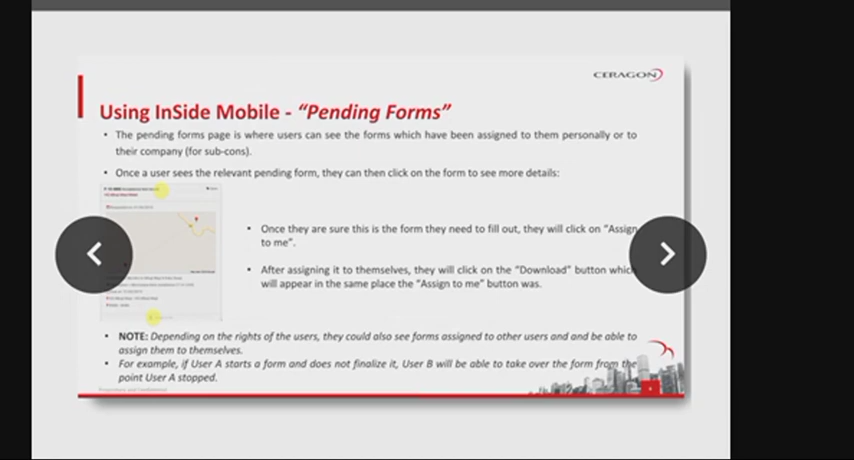 CERAGON
Using InSide Mobile - “Pending Forms”
• The pending forms page is where users can see the forms which have been assigned to them personally or to
their company (for sub-cons).
• Once a user sees the relevant pending form, they can then click on the form to see more details:
• Once they are sure this is the form they need to fill out, they will click on “Assign
to me”.
• After assigning it to themselves, they will click on the “Download” button which
will appear in the same place the “Assign to me” button was.
• NOTE: Depending on the rights of the users, they could also see forms assigned to other users and and be able to
assign them to themselves.
• For example, if User A starts a form and does not finalize it, User B will be able to take over the form from the
point User A stopped.